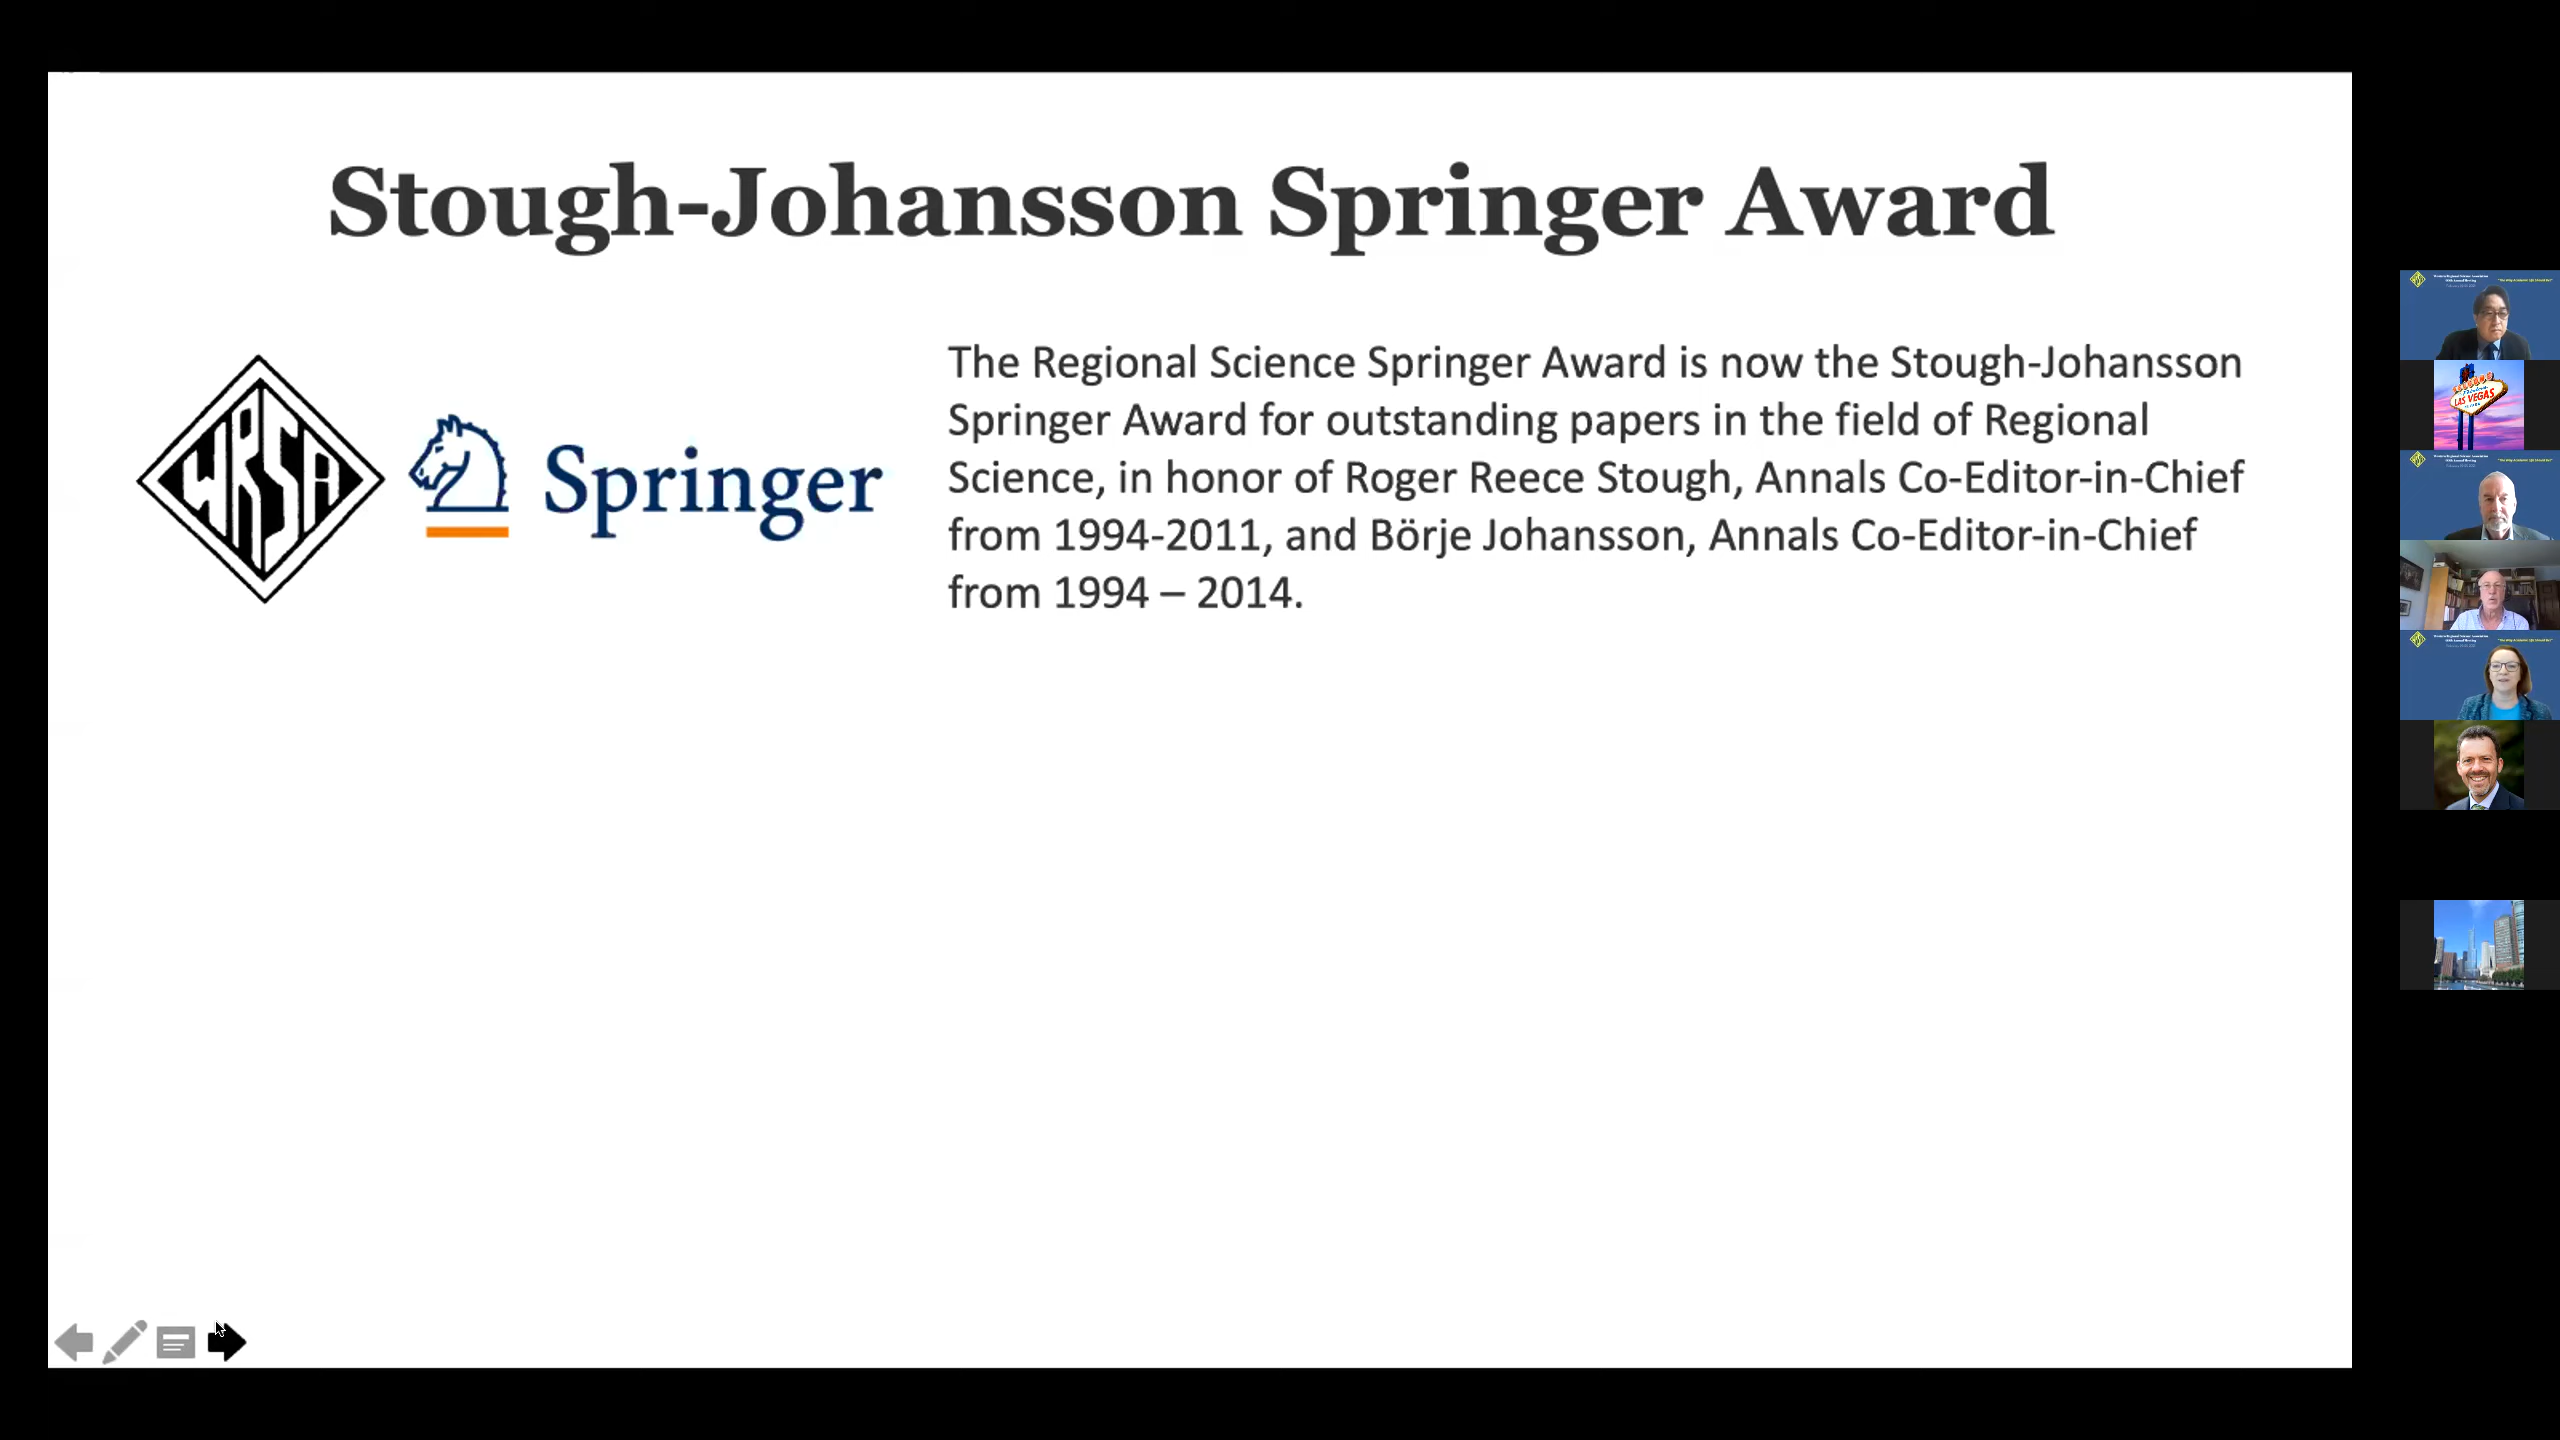 Stough-Johansson Springer Award
WRSA
Springer
The Regional Science Springer Award is now the Stough-Johansson
Springer Award for outstanding papers in the field of Regional
Science, in honor of Roger Reece Stough, Annals Co-Editor-in-Chief
from 1994-2011, and Börje Johansson, Annals Co-Editor-in-Chief
from 1994 – 2014.
LAS VEGAS